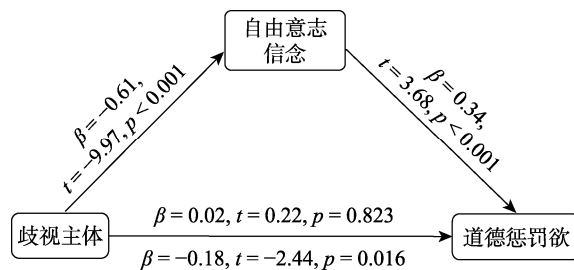 自由意志
信念
β = −0.61,
t = −9.97, p < 0.001
β = 0.34,
t = 3.68, p < 0.001
歧视主体
β = 0.02, t = 0.22, p = 0.823
β = −0.18, t = −2.44, p = 0.016
道德惩罚欲